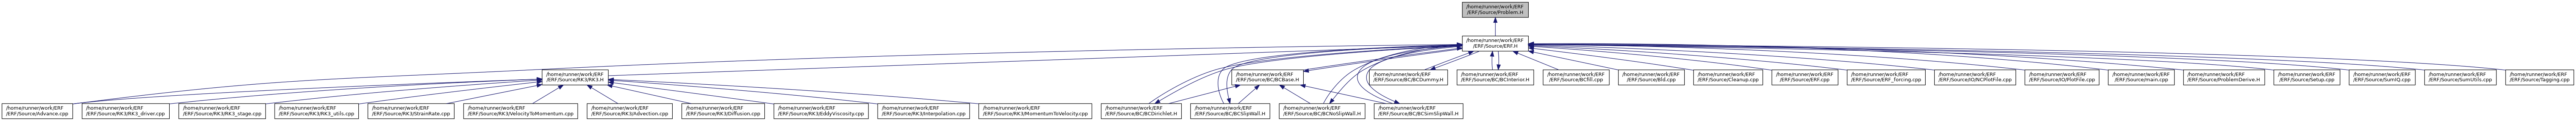 /home/runner/work/ERF
/ERF/Source/Problem.H
/home/runner/work/ERF
/ERF/Source/ERF.H
/home/runner/work/ERF
/ERF/Source/RK3/RK3.H
/home/runner/work/ERF
/ERF/Source/BC/BCBase.H
/home/runner/work/ERF
/ERF/Source/BC/BCDummy.H
/home/runner/work/ERF
/ERF/Source/BC/BCInterior.H
/home/runner/work/ERF
/ERF/Source/BCfill.cpp
/home/runner/work/ERF
/ERF/Source/Bld.cpp
/home/runner/work/ERF
/ERF/Source/Cleanup.cpp
/home/runner/work/ERF
/ERF/Source/ERF.cpp
/home/runner/work/ERF
/ERF/Source/ERF_forcing.cpp
/home/runner/work/ERF
/ERF/Source/IO/NCPlotFile.cpp
/home/runner/work/ERF
/ERF/Source/IO/PlotFile.cpp
/home/runner/work/ERF
/ERF/Source/main.cpp
/home/runner/work/ERF
/ERF/Source/ProblemDerive.H
/home/runner/work/ERF
/ERF/Source/Setup.cpp
/home/runner/work/ERF
/ERF/Source/SumIQ.cpp
/home/runner/work/ERF
/ERF/Source/SumUtils.cpp
/home/runner/work/ERF
/ERF/Source/Tagging.cpp
/home/runner/work/ERF
/ERF/Source/Advance.cpp
/home/runner/work/ERF
/ERF/Source/RK3/RK3_driver.cpp
/home/runner/work/ERF
/ERF/Source/RK3/RK3_stage.cpp
/home/runner/work/ERF
/ERF/Source/RK3/RK3_utils.cpp
/home/runner/work/ERF
/ERF/Source/RK3/StrainRate.cpp
/home/runner/work/ERF
/ERF/Source/RK3/VelocityToMomentum.cpp
/home/runner/work/ERF
/ERF/Source/RK3/Advection.cpp
/home/runner/work/ERF
/ERF/Source/RK3/Diffusion.cpp
/home/runner/work/ERF
/ERF/Source/RK3/EddyViscosity.cpp
/home/runner/work/ERF
/ERF/Source/RK3/Interpolation.cpp
/home/runner/work/ERF
/ERF/Source/RK3/MomentumToVelocity.cpp
/home/runner/work/ERF
/ERF/Source/BC/BCDirichlet.H
/home/runner/work/ERF
/ERF/Source/BC/BCSlipWall.H
/home/runner/work/ERF
/ERF/Source/BC/BCNoSlipWall.H
/home/runner/work/ERF
/ERF/Source/BC/BCSimSlipWall.H